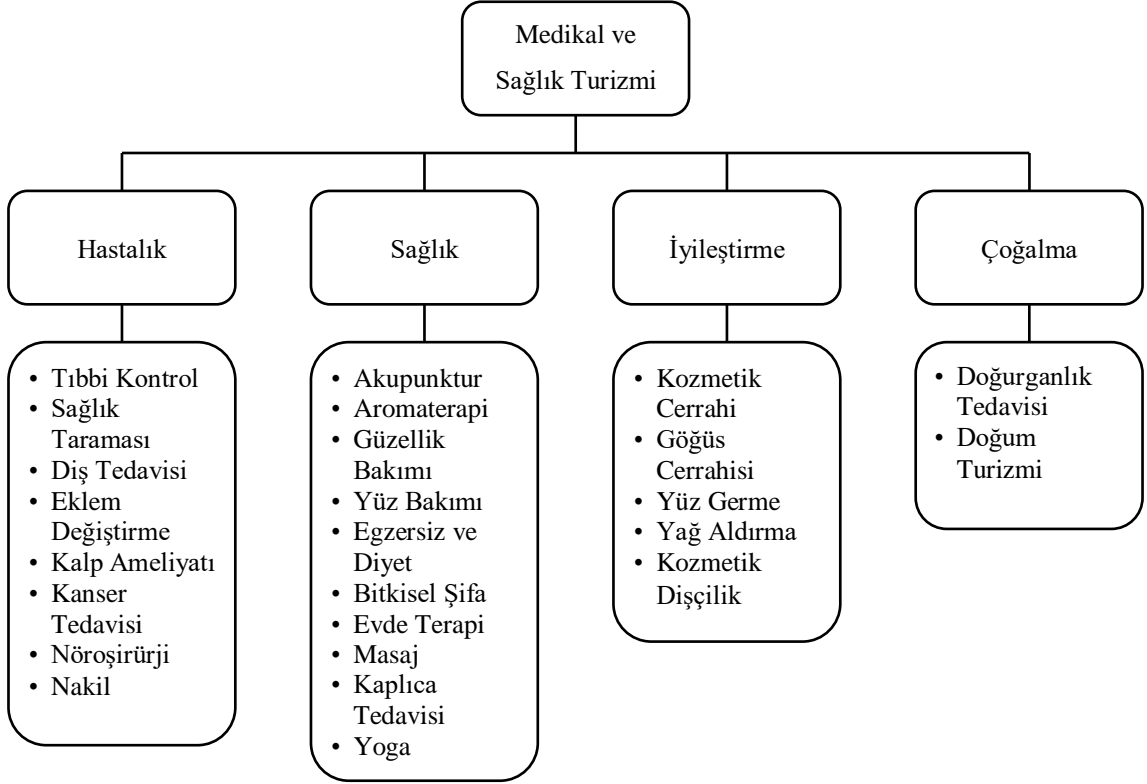 Medikal ve
Sağlık Turizmi
Hastalık
Sağlık
İyileştirme
Çoğalma
• Tıbbi Kontrol
• Sağlık
Taraması
• Diş Tedavisi
• Eklem
Değiştirme
• Kalp Ameliyatı
• Kanser
Tedavisi
• Nöroşirürji
• Nakil
• Akupunktur
• Aromaterapi
• Güzellik
Bakımı
• Yüz Bakımı
• Egzersiz ve
Diyet
• Bitkisel Şifa
• Evde Terapi
• Masaj
• Kaplıca
Tedavisi
• Yoga
• Kozmetik
Cerrahi
• Göğüs
Cerrahisi
• Yüz Germe
• Yağ Aldırma
• Kozmetik
Dişçilik
• Doğurganlık
Tedavisi
• Doğum
Turizmi